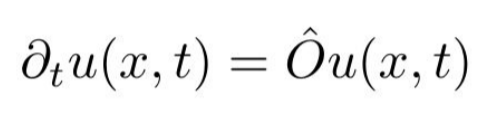 ∂ₜu(x, t) = Ôu(x, t)